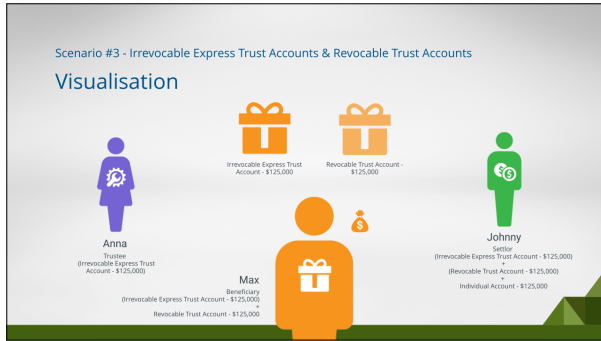 Scenario #3 - Irrevocable Express Trust Accounts & Revocable Trust Accounts
Visualisation
Irrevocable Express Trust
Account - $125,000
Revocable Trust Account -
$125,000
Anna
Trustee
(Irrevocable Express Trust
Account - $125,000)
Max
Beneficiary
(Irrevocable Express Trust Account - $125,000)
+
Revocable Trust Account - $125,000
$
Johnny
Settlor
(Irrevocable Express Trust Account - $125,000)
+
(Revocable Trust Account - $125,000)
+
Individual Account - $125,000